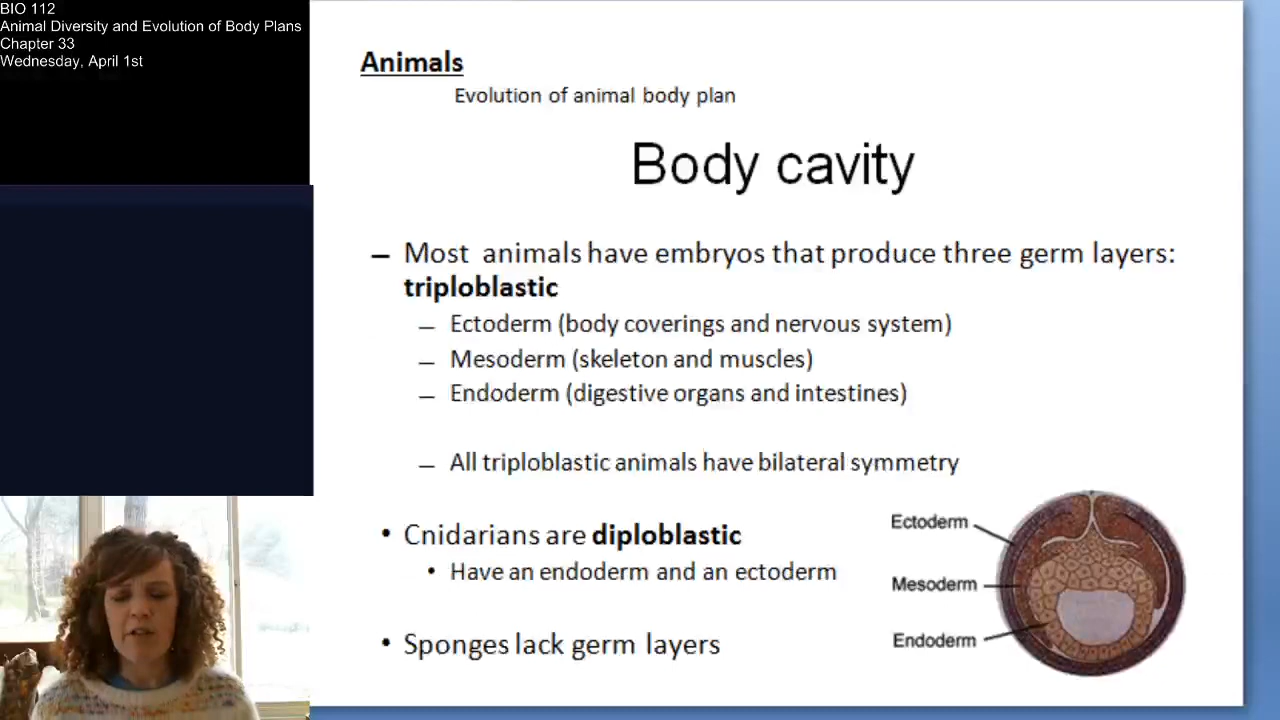 BIO 112
Animal Diversity and Evolution of Body Plans
Chapter 33
Wednesday, April 1st
Animals
Evolution of animal body plan
Body cavity
– Most animals have embryos that produce three germ layers:
triploblastic
– Ectoderm (body coverings and nervous system)
– Mesoderm (skeleton and muscles)
– Endoderm (digestive organs and intestines)
– All triploblastic animals have bilateral symmetry
• Cnidarians are diploblastic
• Have an endoderm and an ectoderm
• Sponges lack germ layers
Ectoderm
Mesoderm
Endoderm